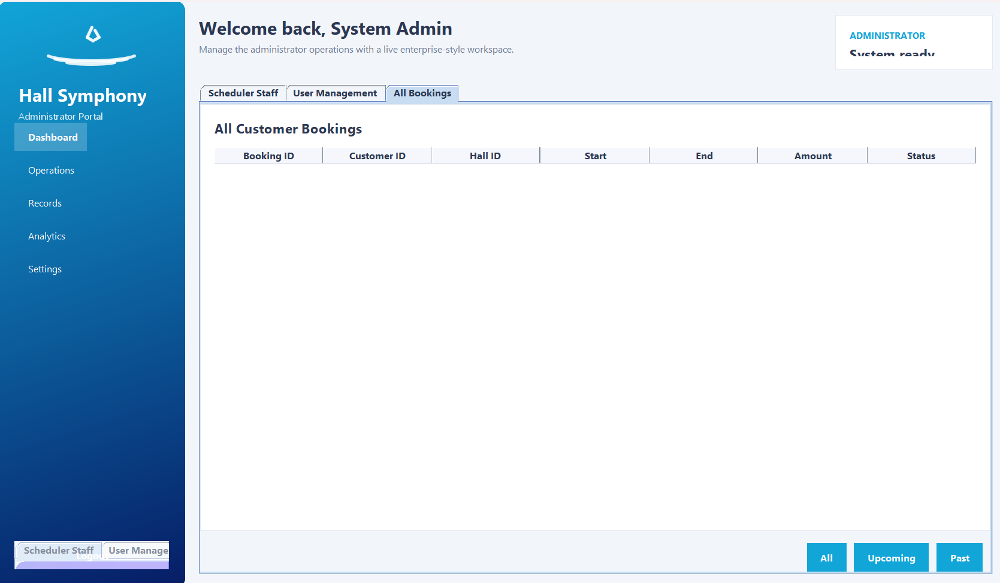 Hall Symphony
Administrator Portal
Dashboard
Operations
Records
Analytics
Settings
Scheduler Staff User Manage
Logout
Welcome back, System Admin
Manage the administrator operations with a live enterprise-style workspace.
ADMINISTRATOR
System ready
Scheduler Staff User Management All Bookings
All Customer Bookings
Booking ID Customer ID Hall ID Start End Amount Status
All Upcoming Past